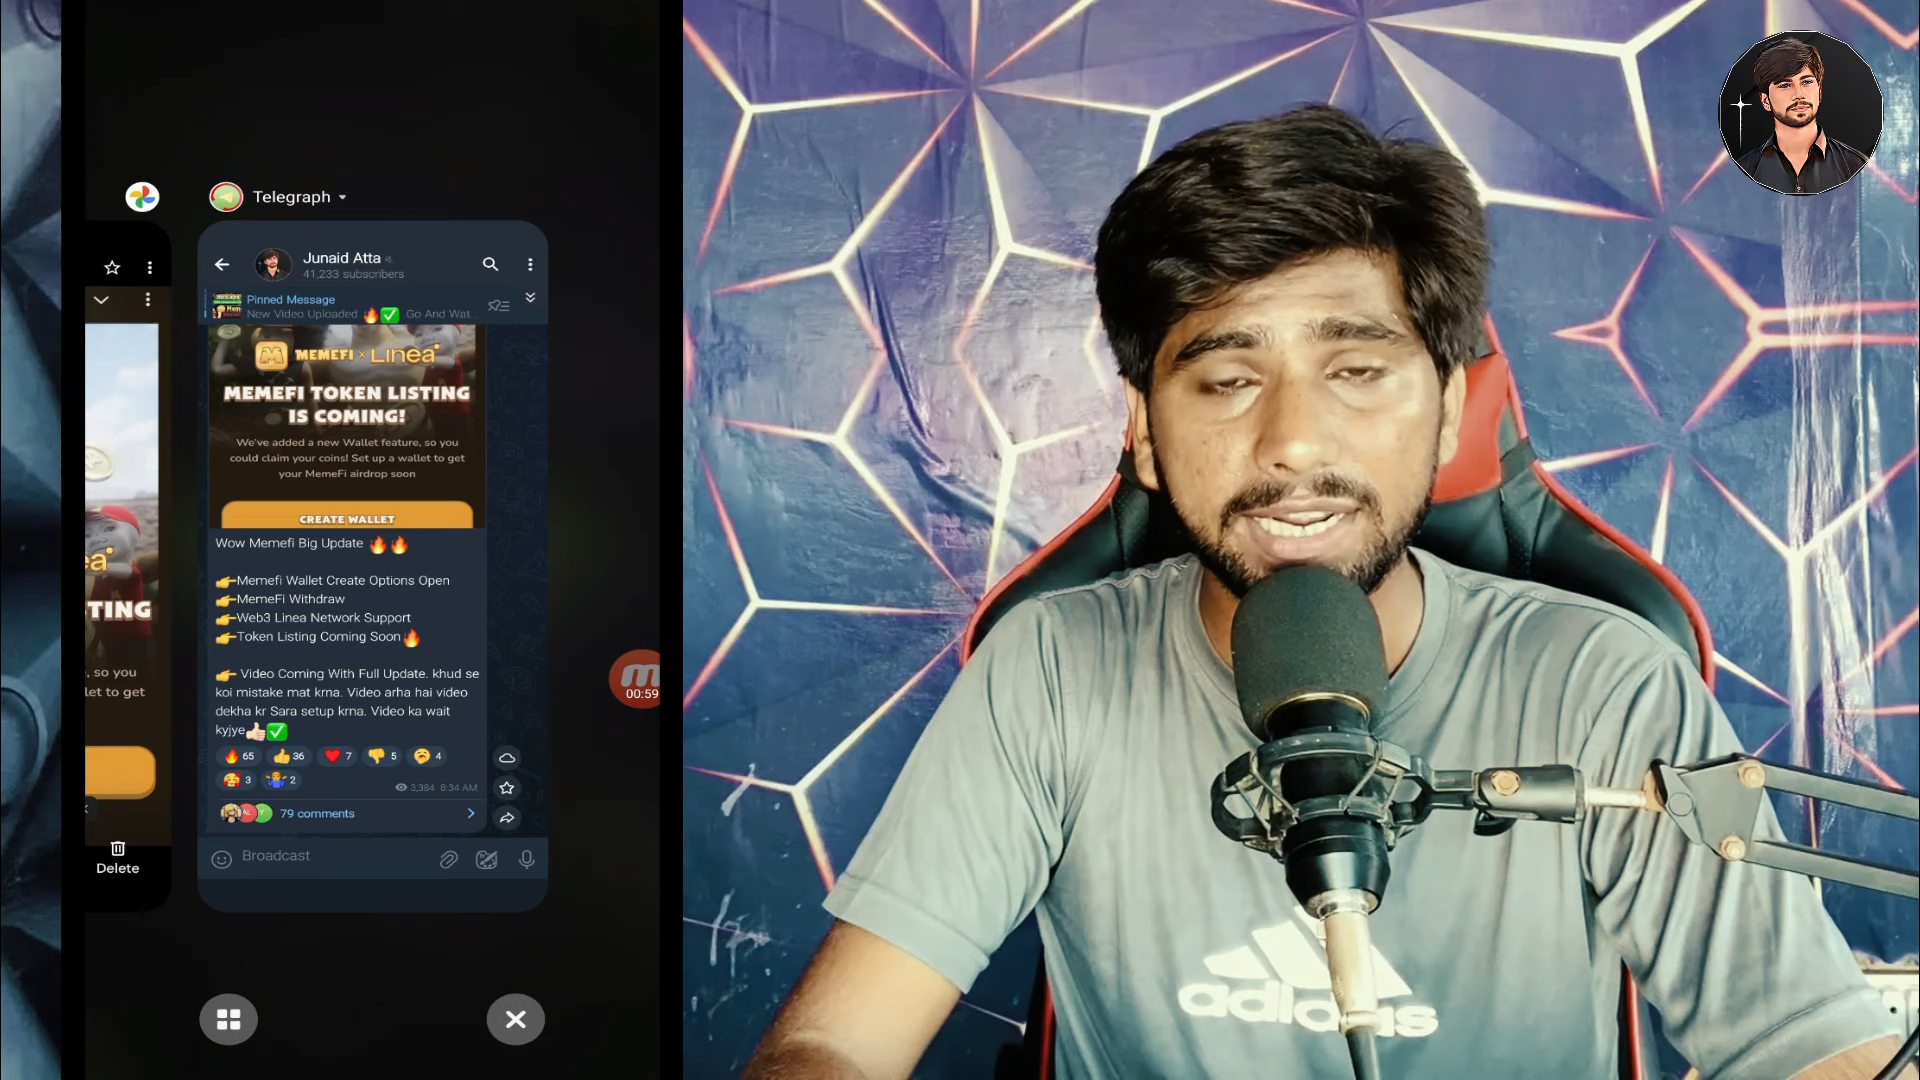 Telegraph
Junaid Atta
41,233 subscribers
Pinned Message
New Video Uploaded 🔥✅ Go And Wat...
MEMEFI × Linea
MEMEFI TOKEN LISTING
IS COMING!
We've added a new Wallet feature, so you
could claim your coins! Set up a wallet to get
your MemeFi airdrop soon
CREATE WALLET
Wow Memefi Big Update 🔥🔥
👉Memefi Wallet Create Options Open
👉MemeFi Withdraw
👉Web3 Linea Network Support
👉Token Listing Coming Soon🔥
👉 Video Coming With Full Update. khud se
koi mistake mat krna. Video arha hai video
dekha kr Sara setup krna. Video ka wait
kyjye👍✅
🔥 65 👍 36 ❤️ 7 👎 5 4
🥰 3 🤷‍♂️ 2
3,384 8:34 AM
79 comments
Broadcast
TING
, so you
let to get
Delete
00:59
adidas